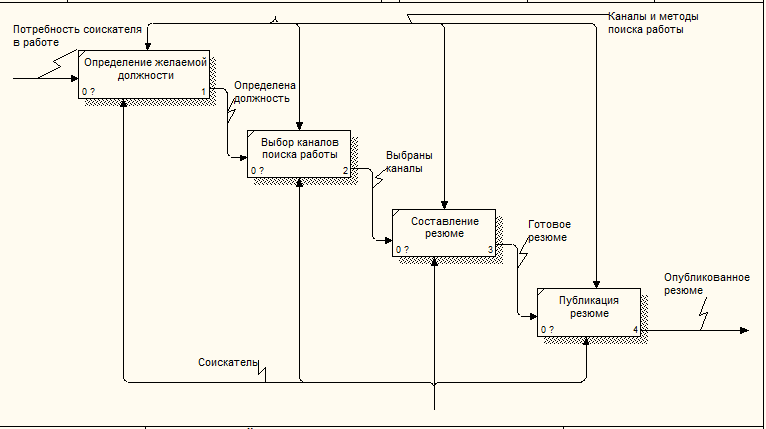 Каналы и методы
поиска работы
Потребность соискателя
в работе
Определение желаемой
должности
0 ?
1
Определена
должность
Выбор каналов
поиска работы
0 ?
2
Выбраны
каналы
Составление
резюме
0 ?
3
Готовое
резюме
Публикация
резюме
0 ?
4
Опубликованное
резюме
Соискатель